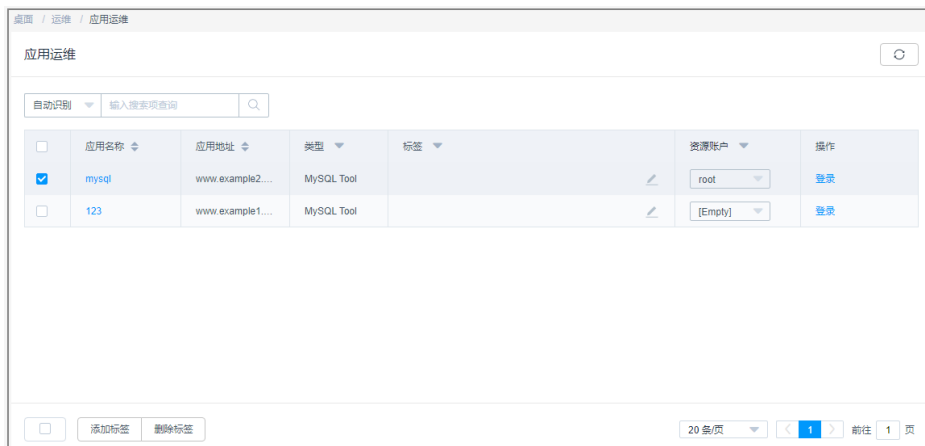 桌面 / 运维 / 应用运维
应用运维
自动识别 输入搜索项查询
应用名称 应用地址 类型 标签 资源账户 操作
mysql www.example2.... MySQL Tool root 登录
123 www.example1.... MySQL Tool [Empty] 登录
添加标签 删除标签 20 条/页 1 前往 1 页